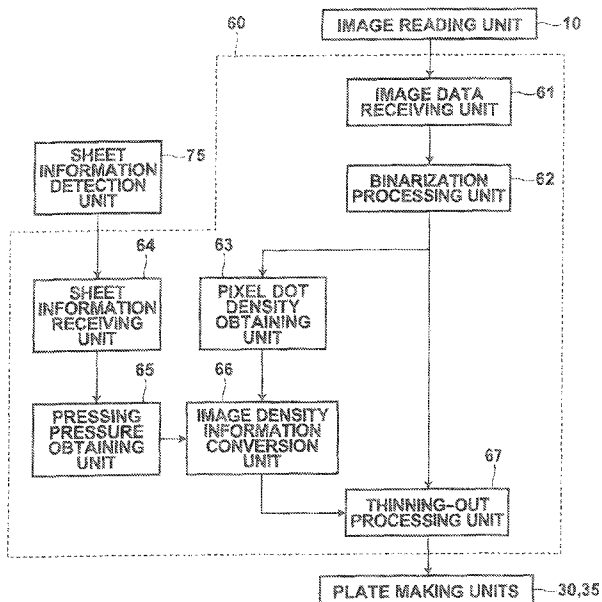 IMAGE READING UNIT
10
60
IMAGE DATA
RECEIVING UNIT
61
SHEET
INFORMATION
DETECTION
UNIT
75
BINARIZATION
PROCESSING UNIT
62
64
SHEET
INFORMATION
RECEIVING
UNIT
63
PIXEL DOT
DENSITY
OBTAINING
UNIT
65
PRESSING
PRESSURE
OBTAINING
UNIT
66
IMAGE DENSITY
INFORMATION
CONVERSION
UNIT
67
THINNING-OUT
PROCESSING UNIT
PLATE MAKING UNITS
30,35